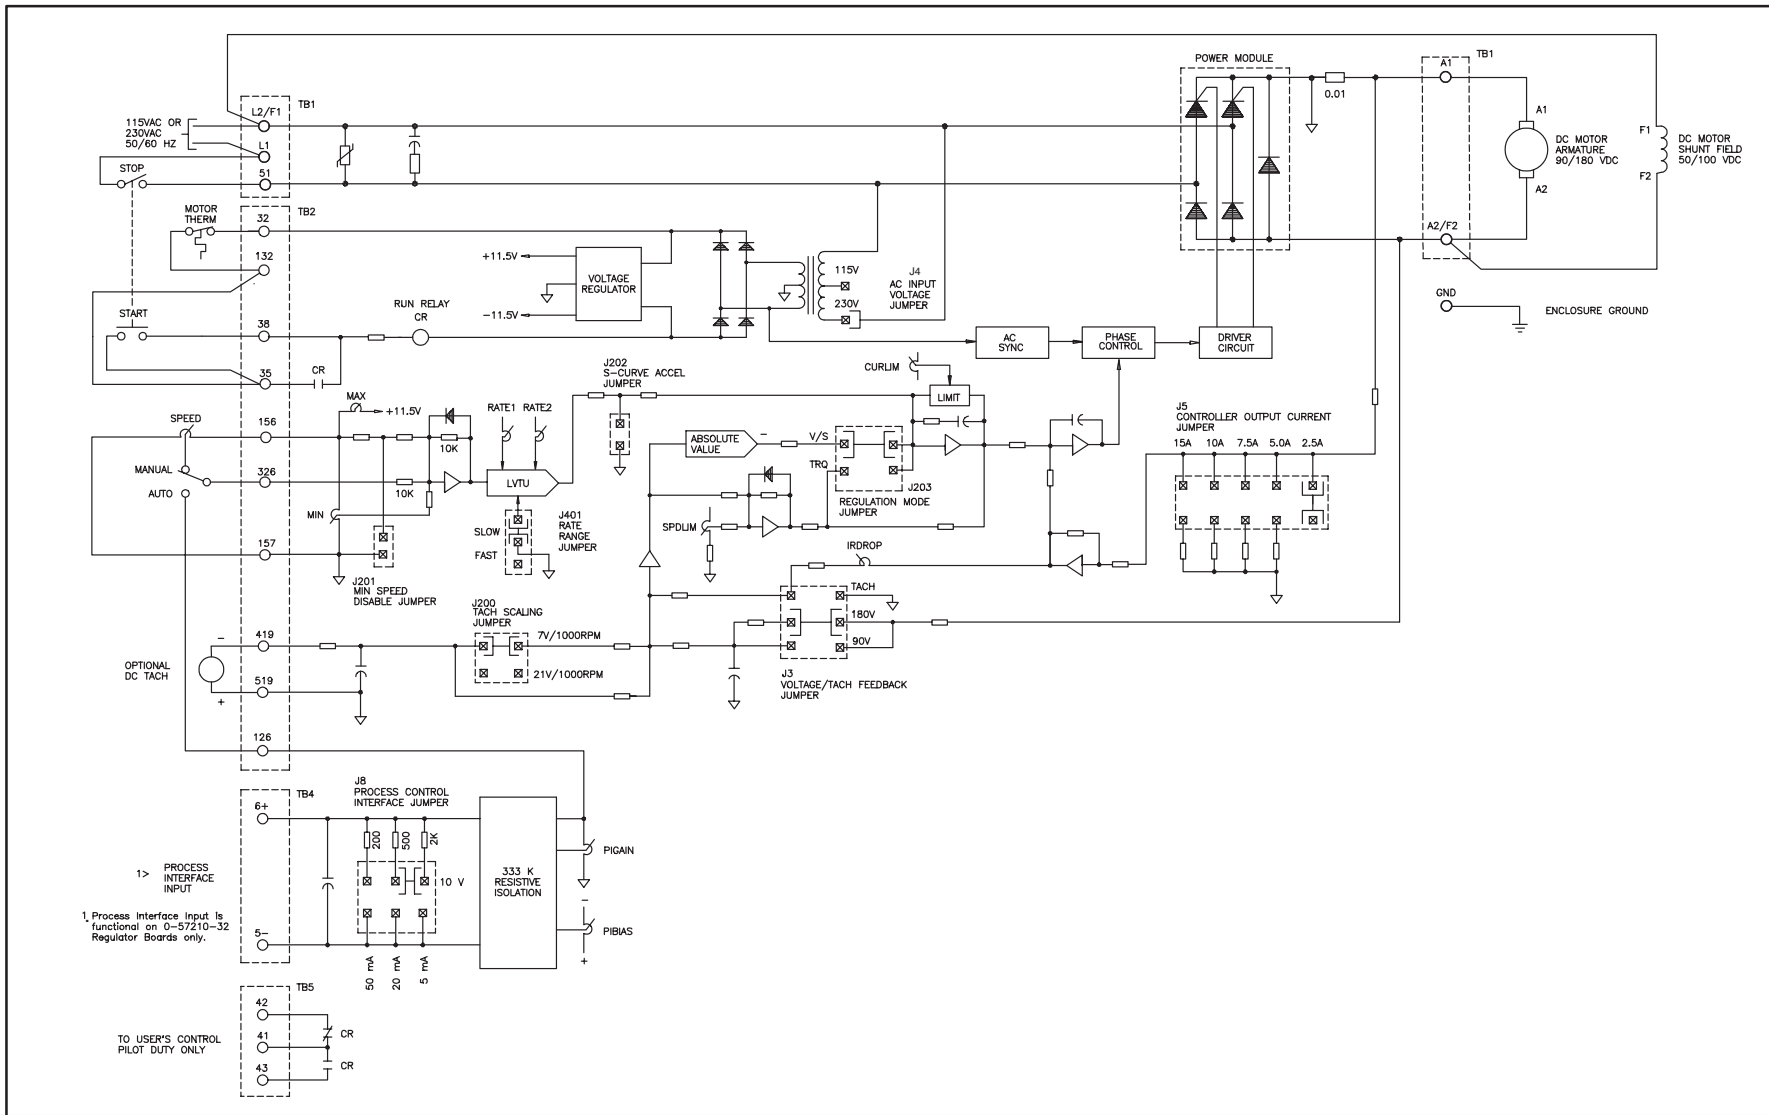 POWER MODULE
TB1
A1
0.01
A1
DC MOTOR
ARMATURE
90/180 VDC
A2
F1
F2
DC MOTOR
SHUNT FIELD
50/100 VDC
A2/F2
GND
ENCLOSURE GROUND
TB1
L2/F1
115VAC OR
230VAC
50/60 HZ
L1
STOP
51
MOTOR
THERM
TB2
32
132
START
38
35
CR
RUN RELAY
CR
+11.5V
-11.5V
VOLTAGE
REGULATOR
115V
230V
J4
AC INPUT
VOLTAGE
JUMPER
AC
SYNC
PHASE
CONTROL
DRIVER
CIRCUIT
SPEED
156
MAX
+11.5V
10K
MANUAL
326
10K
AUTO
MIN
157
J201
MIN SPEED
DISABLE JUMPER
RATE1 RATE2
LVTU
SLOW
FAST
J401
RATE
RANGE
JUMPER
J202
S-CURVE ACCEL
JUMPER
CURLIM
LIMIT
ABSOLUTE
VALUE
-
V/S
TRQ
J203
REGULATION MODE
JUMPER
SPDLIM
IRDROP
J5
CONTROLLER OUTPUT CURRENT
JUMPER
15A 10A 7.5A 5.0A 2.5A
TACH
180V
90V
J3
VOLTAGE/TACH FEEDBACK
JUMPER
J200
TACH SCALING
JUMPER
7V/1000RPM
21V/1000RPM
419
-
OPTIONAL
DC TACH
519
+
126
TB4
6+
1> PROCESS
INTERFACE
INPUT
1. Process Interface Input is
functional on 0-57210-32
Regulator Boards only.
5-
J8
PROCESS CONTROL
INTERFACE JUMPER
200
500
2K
10 V
50 mA
20 mA
5 mA
333 K
RESISTIVE
ISOLATION
PIGAIN
-
PIBIAS
+
TB5
42
CR
TO USER'S CONTROL
PILOT DUTY ONLY
41
CR
43